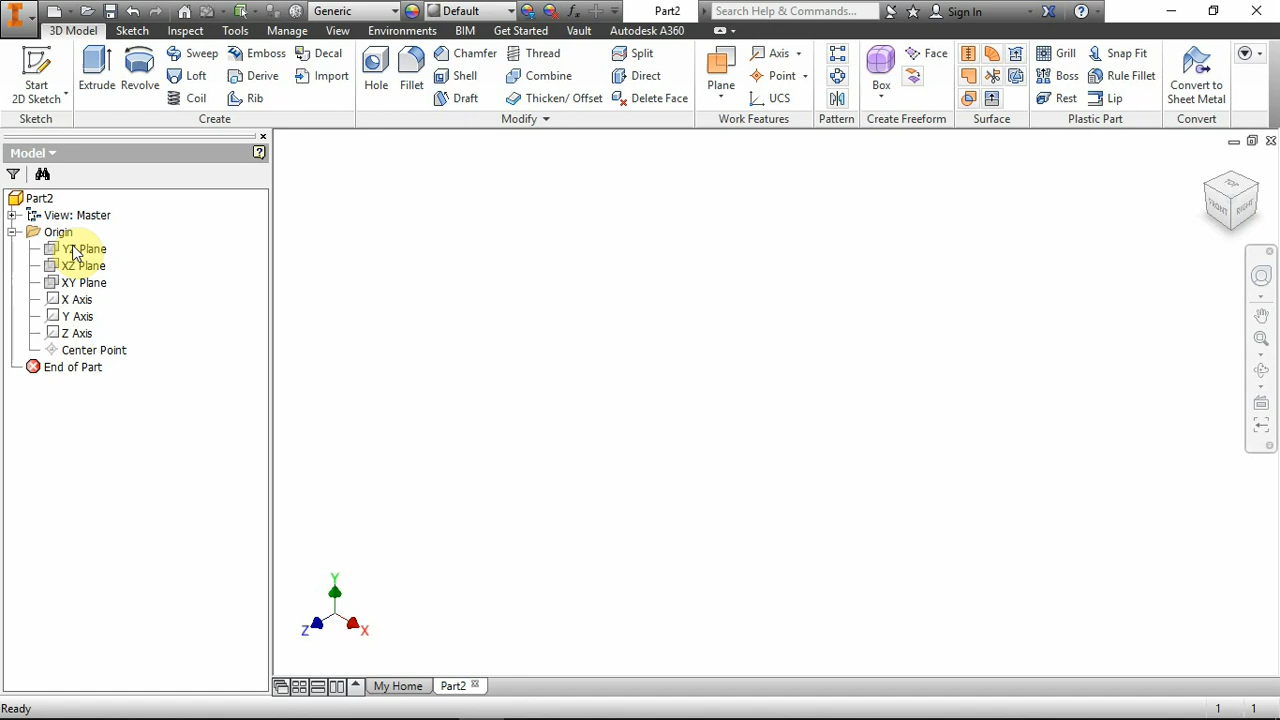 Generic
Default
Part2
Search Help & Commands...
Sign In
3D Model
Sketch
Inspect
Tools
Manage
View
Environments
BIM
Get Started
Vault
Autodesk A360
Start
2D Sketch
Sketch
Extrude
Revolve
Sweep
Loft
Coil
Emboss
Derive
Rib
Decal
Import
Create
Hole
Fillet
Chamfer
Shell
Draft
Thread
Combine
Thicken/ Offset
Split
Direct
Delete Face
Modify
Plane
Axis
Point
UCS
Work Features
Pattern
Box
Face
Create Freeform
Surface
Grill
Boss
Rest
Snap Fit
Rule Fillet
Lip
Plastic Part
Convert to
Sheet Metal
Convert
Model
Part2
View: Master
Origin
YZ Plane
XZ Plane
XY Plane
X Axis
Y Axis
Z Axis
Center Point
End of Part
TOP
FRONT
RIGHT
Y
Z
X
My Home
Part2
Ready
1
1